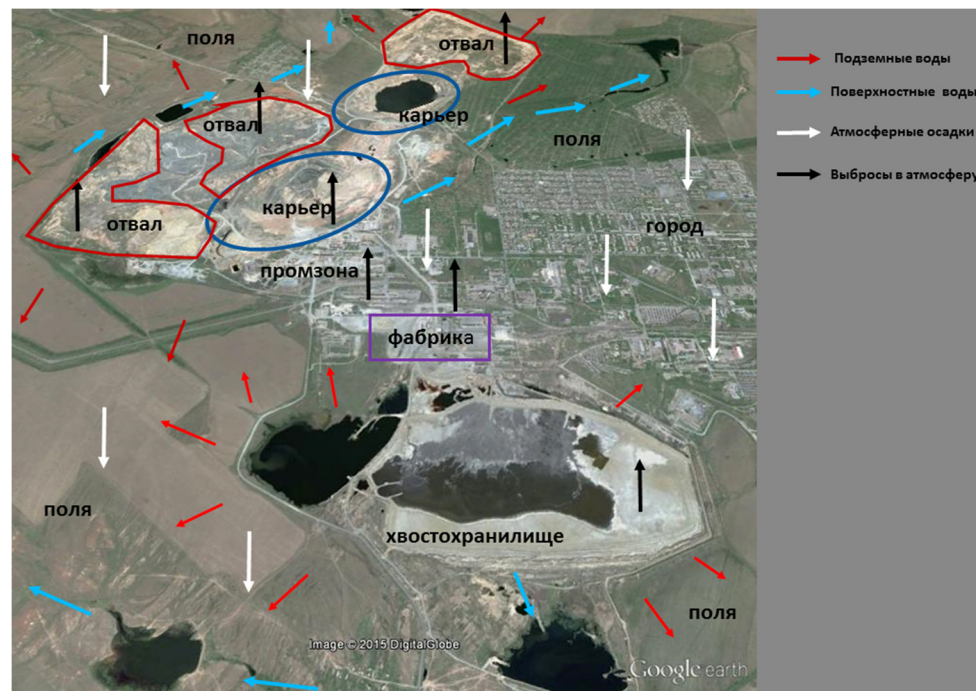 поля
отвал
отвал
карьер
поля
карьер
отвал
город
промзона
фабрика
поля
хвостохранилище
поля
Image © 2015 DigitalGlobe
Google earth
Подземные воды
Поверхностные воды
Атмосферные осадки
Выбросы в атмосферу